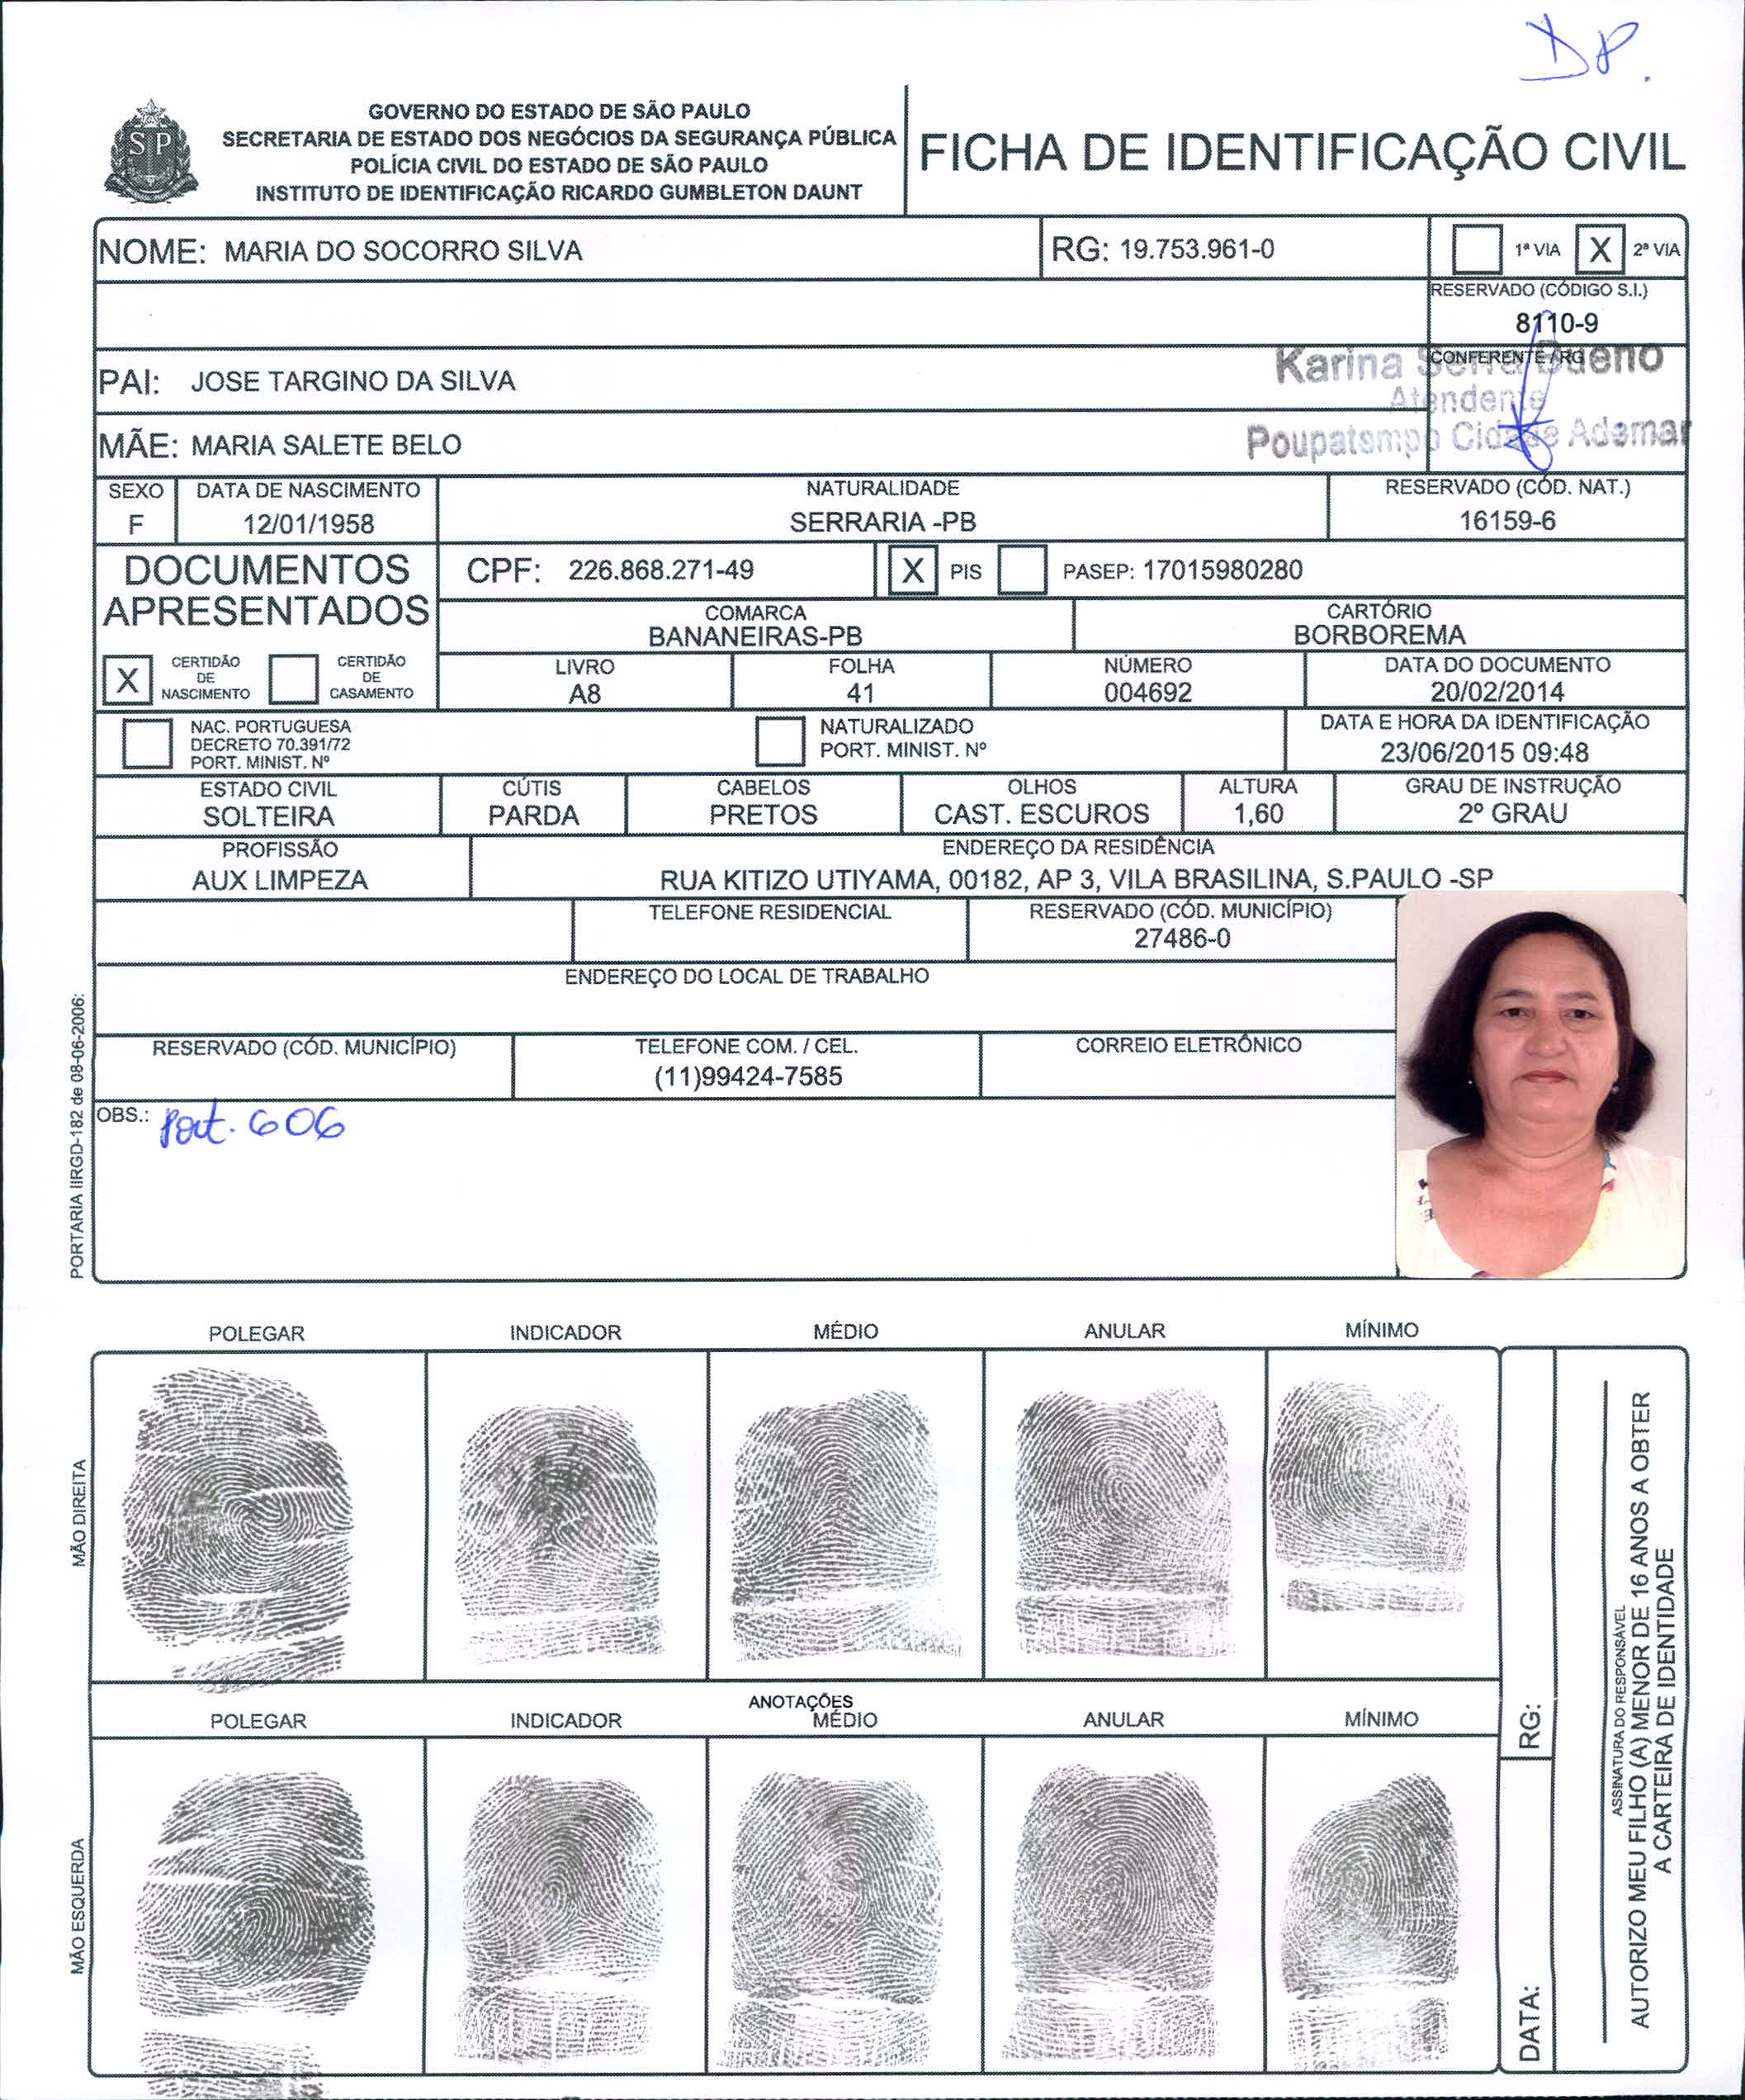 DP.
SP
GOVERNO DO ESTADO DE SÃO PAULO
SECRETARIA DE ESTADO DOS NEGÓCIOS DA SEGURANÇA PÚBLICA
POLÍCIA CIVIL DO ESTADO DE SÃO PAULO
INSTITUTO DE IDENTIFICAÇÃO RICARDO GUMBLETON DAUNT
FICHA DE IDENTIFICAÇÃO CIVIL
NOME: MARIA DO SOCORRO SILVA
RG: 19.753.961-0
1ª VIA X 2ª VIA
RESERVADO (CÓDIGO S.I.)
8110-9
PAI: JOSE TARGINO DA SILVA
CONFERENTE / RG
Karina Serra Bueno
Atendente
Poupatempo Cidade Ademar
MÃE: MARIA SALETE BELO
SEXO
F
DATA DE NASCIMENTO
12/01/1958
NATURALIDADE
SERRARIA -PB
RESERVADO (CÓD. NAT.)
16159-6
DOCUMENTOS
APRESENTADOS
CPF: 226.868.271-49
X PIS PASEP: 17015980280
COMARCA
BANANEIRAS-PB
CARTÓRIO
BORBOREMA
X CERTIDÃO
DE
NASCIMENTO
CERTIDÃO
DE
CASAMENTO
LIVRO
A8
FOLHA
41
NÚMERO
004692
DATA DO DOCUMENTO
20/02/2014
NAC. PORTUGUESA
DECRETO 70.391/72
PORT. MINIST. Nº
NATURALIZADO
PORT. MINIST. Nº
DATA E HORA DA IDENTIFICAÇÃO
23/06/2015 09:48
ESTADO CIVIL
SOLTEIRA
CÚTIS
PARDA
CABELOS
PRETOS
OLHOS
CAST. ESCUROS
ALTURA
1,60
GRAU DE INSTRUÇÃO
2º GRAU
PROFISSÃO
AUX LIMPEZA
ENDEREÇO DA RESIDÊNCIA
RUA KITIZO UTIYAMA, 00182, AP 3, VILA BRASILINA, S.PAULO -SP
TELEFONE RESIDENCIAL
RESERVADO (CÓD. MUNICÍPIO)
27486-0
ENDEREÇO DO LOCAL DE TRABALHO
RESERVADO (CÓD. MUNICÍPIO)
TELEFONE COM. / CEL.
(11)99424-7585
CORREIO ELETRÔNICO
OBS.: Port. 606
PORTARIA IIRGD-182 de 08-06-2006:
POLEGAR INDICADOR MÉDIO ANULAR MÍNIMO
MÃO DIREITA
ANOTAÇÕES
POLEGAR INDICADOR MÉDIO ANULAR MÍNIMO
MÃO ESQUERDA
RG:
DATA:
ASSINATURA DO RESPONSÁVEL
AUTORIZO MEU FILHO (A) MENOR DE 16 ANOS A OBTER
A CARTEIRA DE IDENTIDADE